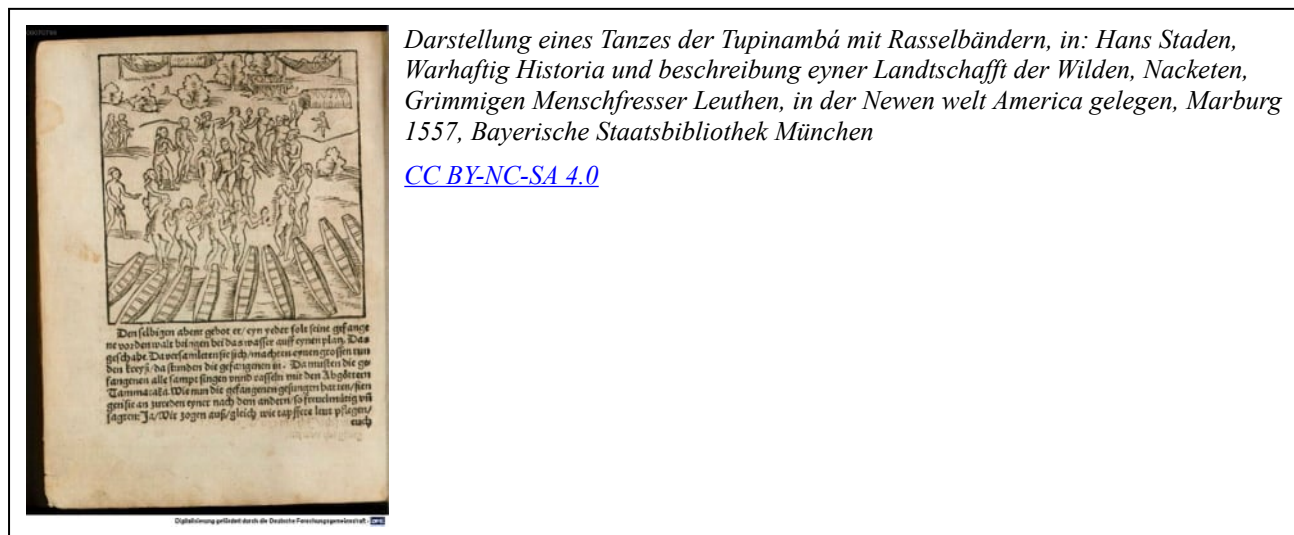 Darstellung eines Tanzes der Tupinambá mit Rasselbändern, in: Hans Staden,
Warhaftig Historia und beschreibung eyner Landtschafft der Wilden, Nacketen,
Grimmigen Menschfresser Leuthen, in der Newen welt America gelegen, Marburg
1557, Bayerische Staatsbibliothek München
CC BY-NC-SA 4.0
Den selbigen abent gebot er/ eyn yeder solt seine gefange
ne vor den walt bringen bei das wasser auff eynen plan. Das
geschahe. Da versamleten sie sich/ machten eynen grossen run
den kreyß/ da stunden die gefangenen in. Da musten die ge
fangenen alle sampt singen vnnd rasseln mit den Abgöttern
Tammaraka. Wie nun die gefangenen gesungen hatten/ fien
gen sie an zureden eyner nach dem andern/ so freuelmütig vñ
sagten: Ja/ Wir zogen auß/ gleich wie tapffere leut pflegen/
euch
Digitalisierung gefördert durch die Deutsche Forschungsgemeinschaft - DFG